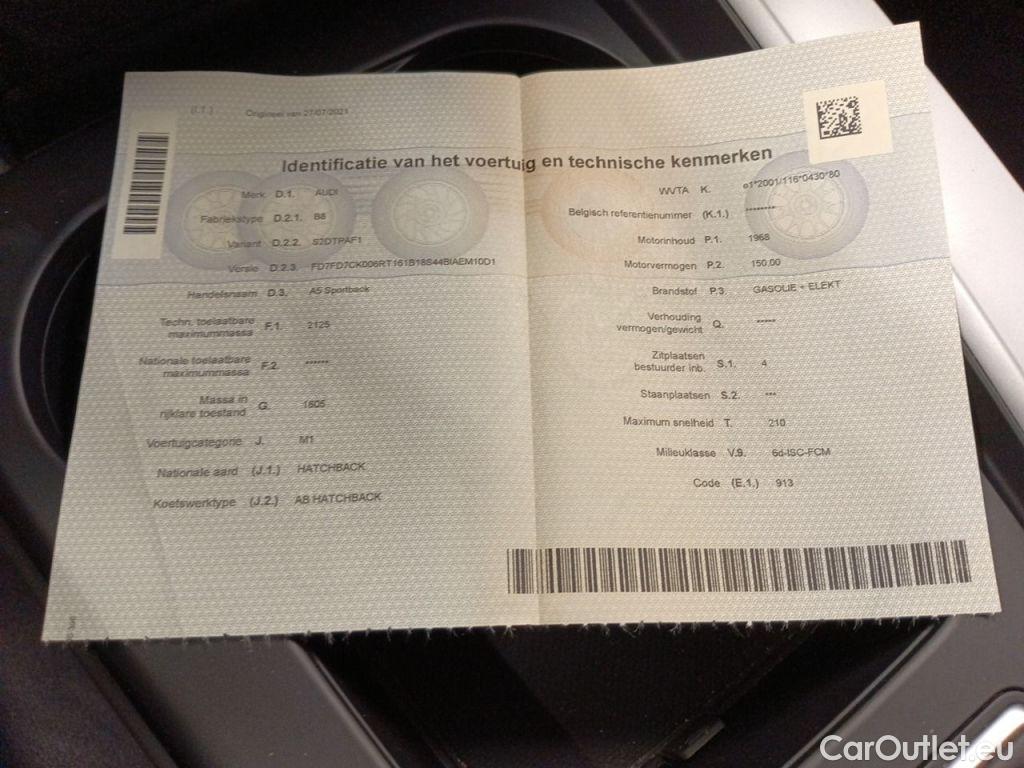 (I.T.) Origineel van 27/07/2021
Identificatie van het voertuig en technische kenmerken
Merk D.1. AUDI
Fabriekstype D.2.1. B8
Variant D.2.2. S2DTPAF1
Versie D.2.3. FD7FD7CK006RT161B18S44BIAEM10D1
Handelsnaam D.3. A5 Sportback
Techn. toelaatbare
maximummassa F.1. 2125
Nationale toelaatbare
maximummassa F.2. ******
Massa in
rijklare toestand G. 1605
Voertuigcategorie J. M1
Nationale aard (J.1.) HATCHBACK
Koetswerktype (J.2.) AB HATCHBACK
WVTA K. e1*2001/116*0430*80
Belgisch referentienummer (K.1.) ********
Motorinhoud P.1. 1968
Motorvermogen P.2. 150.00
Brandstof P.3. GASOLIE + ELEKT
Verhouding
vermogen/gewicht Q. *****
Zitplaatsen
bestuurder inb. S.1. 4
Staanplaatsen S.2. ***
Maximum snelheid T. 210
Milieuklasse V.9. 6d-ISC-FCM
Code (E.1.) 913
CarOutlet.eu